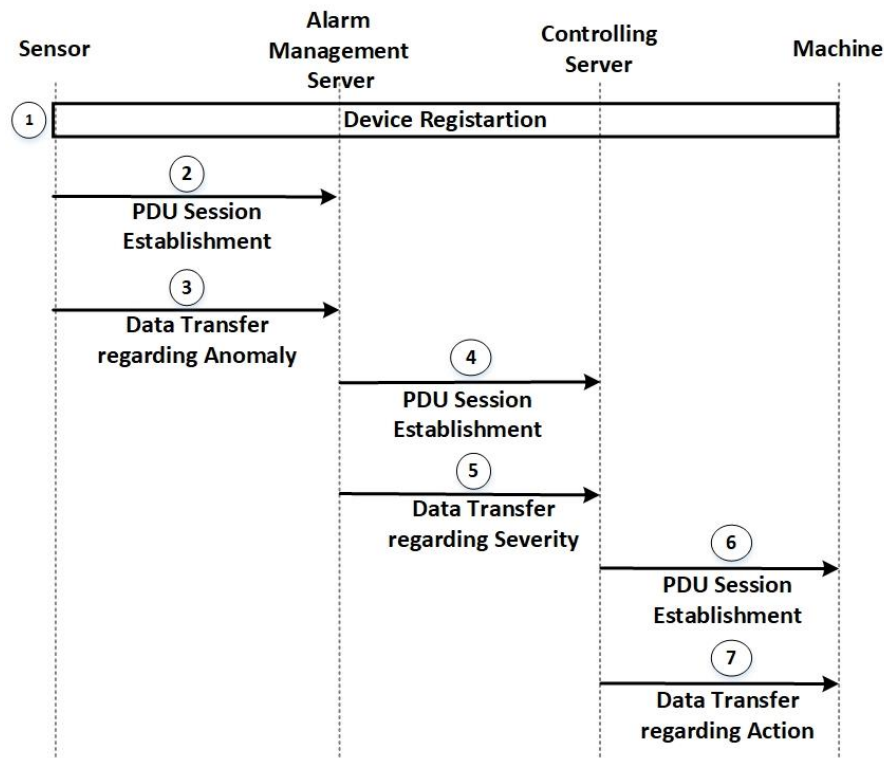 Sensor
Alarm
Management
Server
Controlling
Server
Machine
1
Device Registartion
2
PDU Session
Establishment
3
Data Transfer
regarding Anomaly
4
PDU Session
Establishment
5
Data Transfer
regarding Severity
6
PDU Session
Establishment
7
Data Transfer
regarding Action